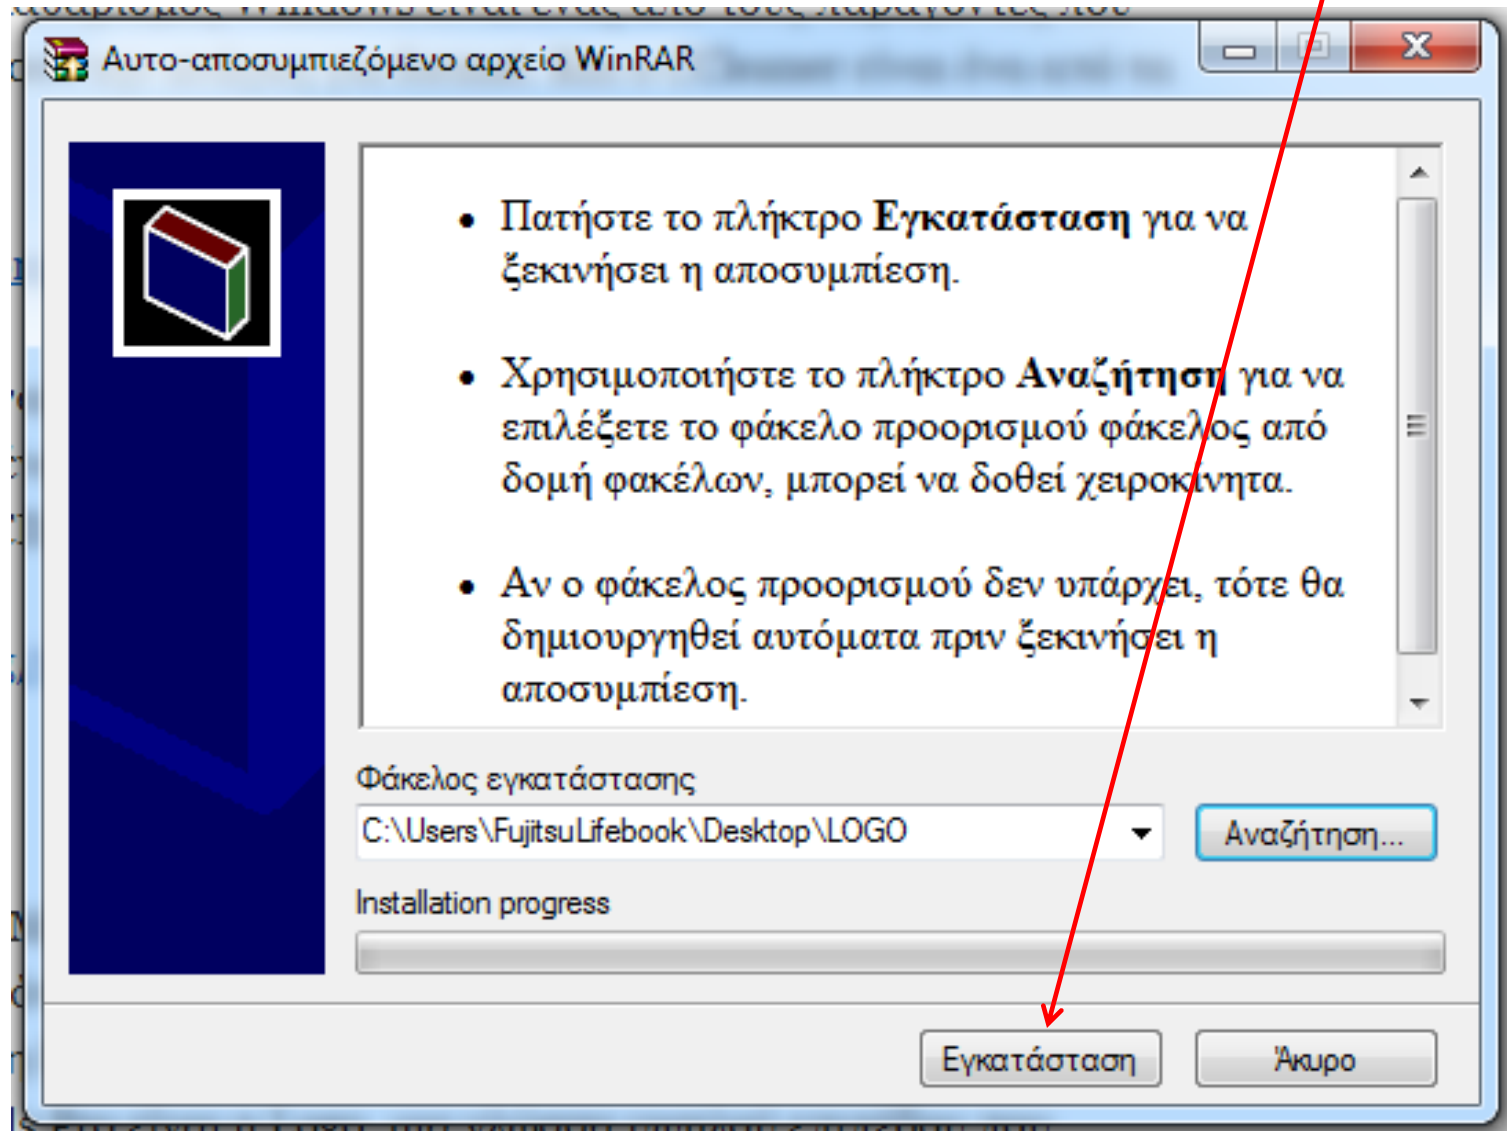 Αυτο-αποσυμπιεζόμενο αρχείο WinRAR
• Πατήστε το πλήκτρο Εγκατάσταση για να
ξεκινήσει η αποσυμπίεση.
• Χρησιμοποιήστε το πλήκτρο Αναζήτηση για να
επιλέξετε το φάκελο προορισμού φάκελος από
δομή φακέλων, μπορεί να δοθεί χειροκίνητα.
• Αν ο φάκελος προορισμού δεν υπάρχει, τότε θα
δημιουργηθεί αυτόματα πριν ξεκινήσει η
αποσυμπίεση.
Φάκελος εγκατάστασης
C:\Users\FujitsuLifebook\Desktop\LOGO
Αναζήτηση...
Installation progress
Εγκατάσταση
Άκυρο